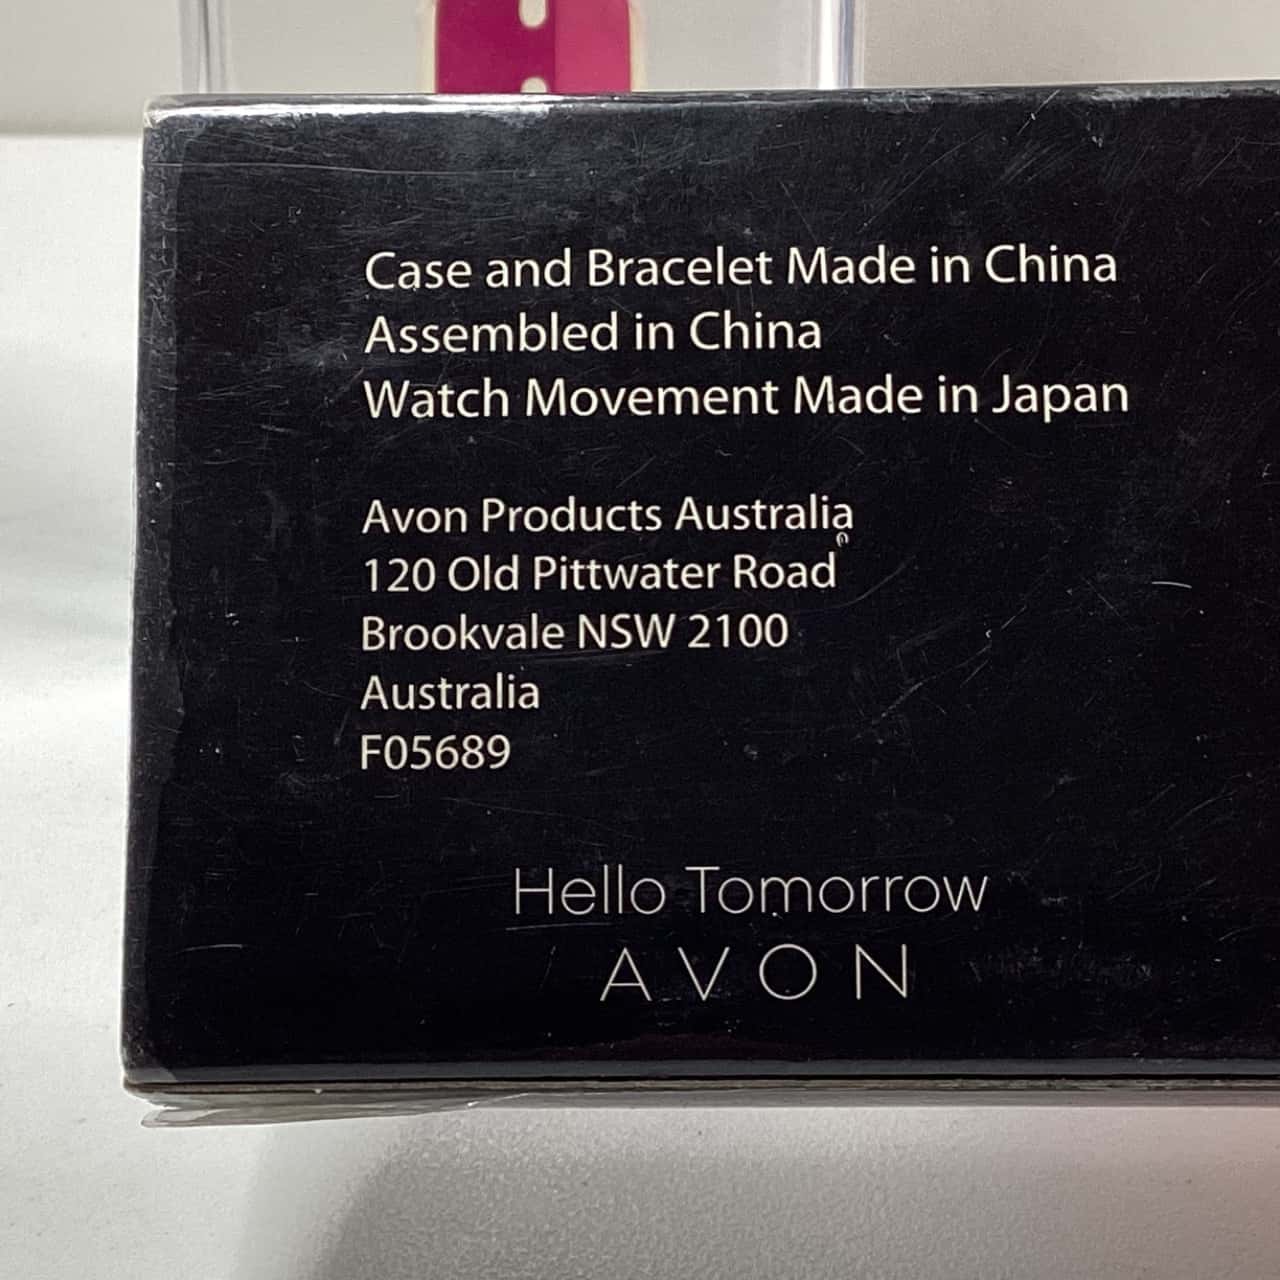 Case and Bracelet Made in China
Assembled in China
Watch Movement Made in Japan
Avon Products Australia
120 Old Pittwater Road
Brookvale NSW 2100
Australia
F05689
Hello Tomorrow
AVON